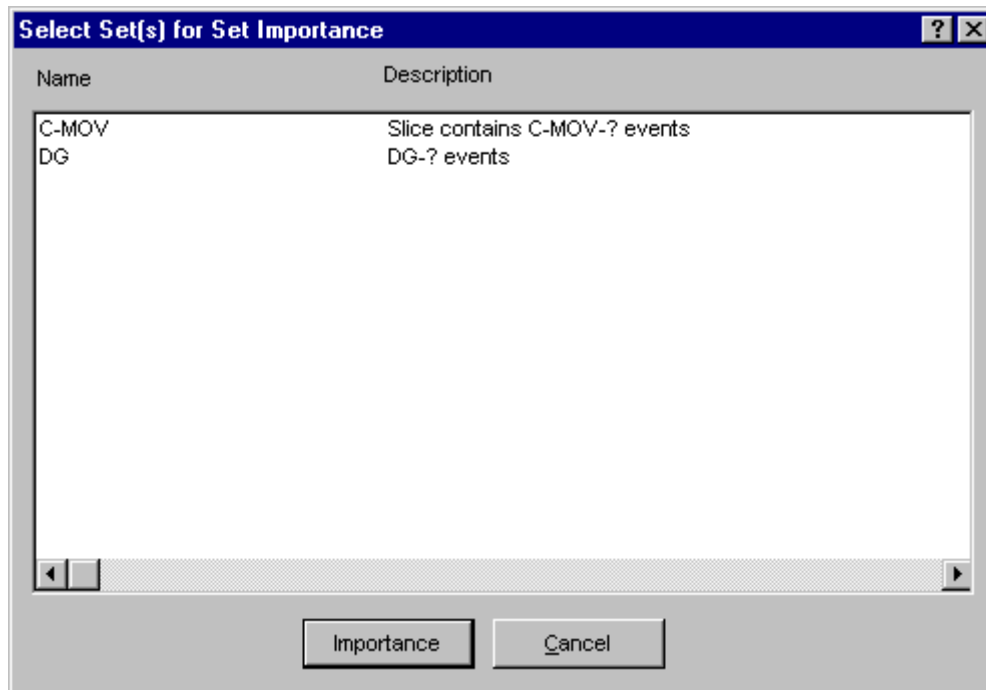 Select Set(s) for Set Importance
Name Description
C-MOV Slice contains C-MOV-? events
DG DG-? events
Importance Cancel